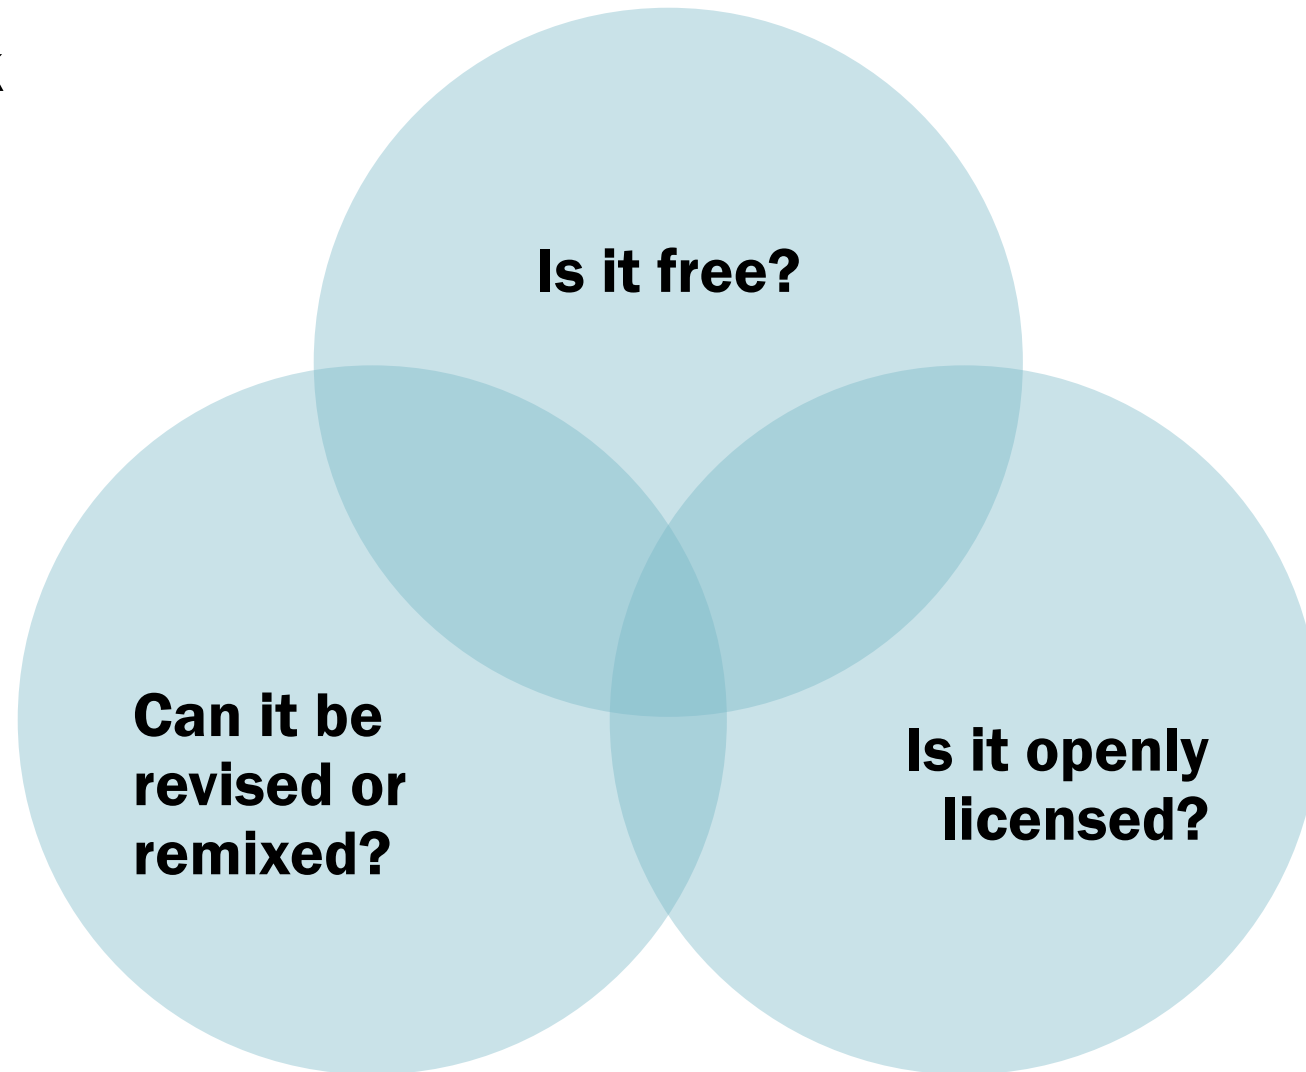 Is it free?
Can it be
revised or
remixed?
Is it openly
licensed?